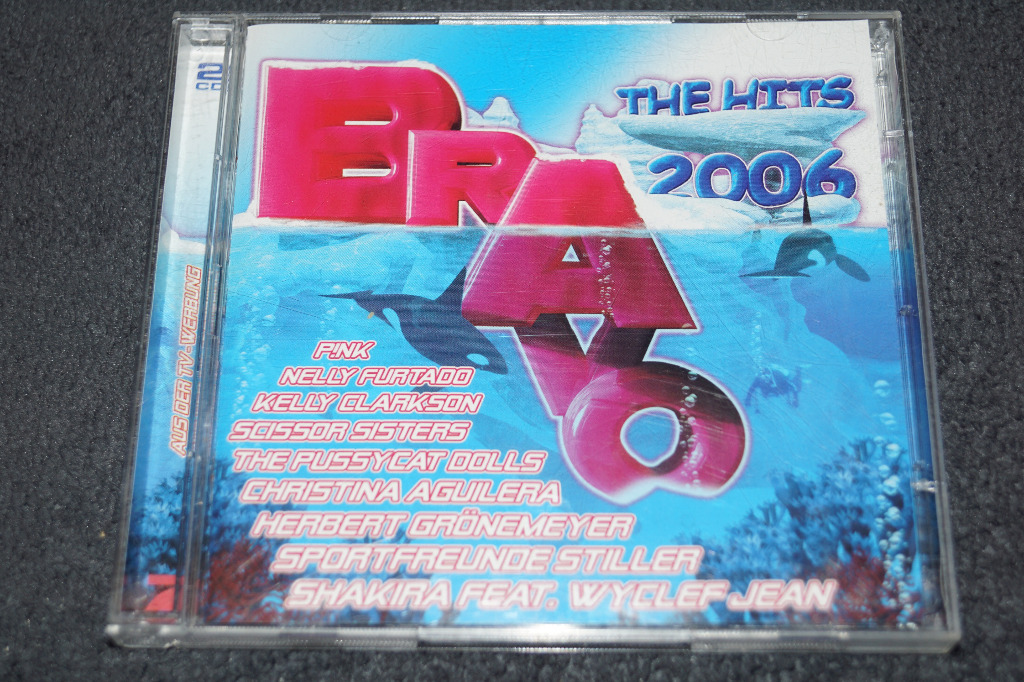 2
CD
AUS DER TV-WERBUNG
7
BRAVO
THE HITS
2006
P!NK
NELLY FURTADO
KELLY CLARKSON
SCISSOR SISTERS
THE PUSSYCAT DOLLS
CHRISTINA AGUILERA
HERBERT GRÖNEMEYER
SPORTFREUNDE STILLER
SHAKIRA FEAT. WYCLEF JEAN